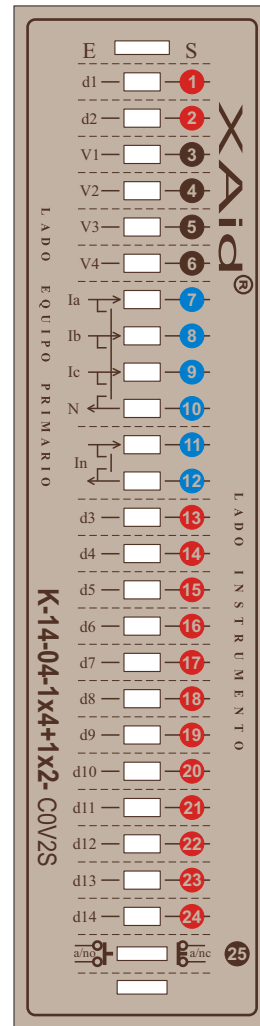 E S
d1 1
d2 2
V1 3
V2 4
V3 5
V4 6
Ia 7
Ib 8
Ic 9
N 10
In 11
12
d3 13
d4 14
d5 15
d6 16
d7 17
d8 18
d9 19
d10 20
d11 21
d12 22
d13 23
d14 24
a/no a/nc 25
XAid®
LADO EQUIPO PRIMARIO
LADO INSTRUMENTO
K-14-04-1x4+1x2- C0V2S